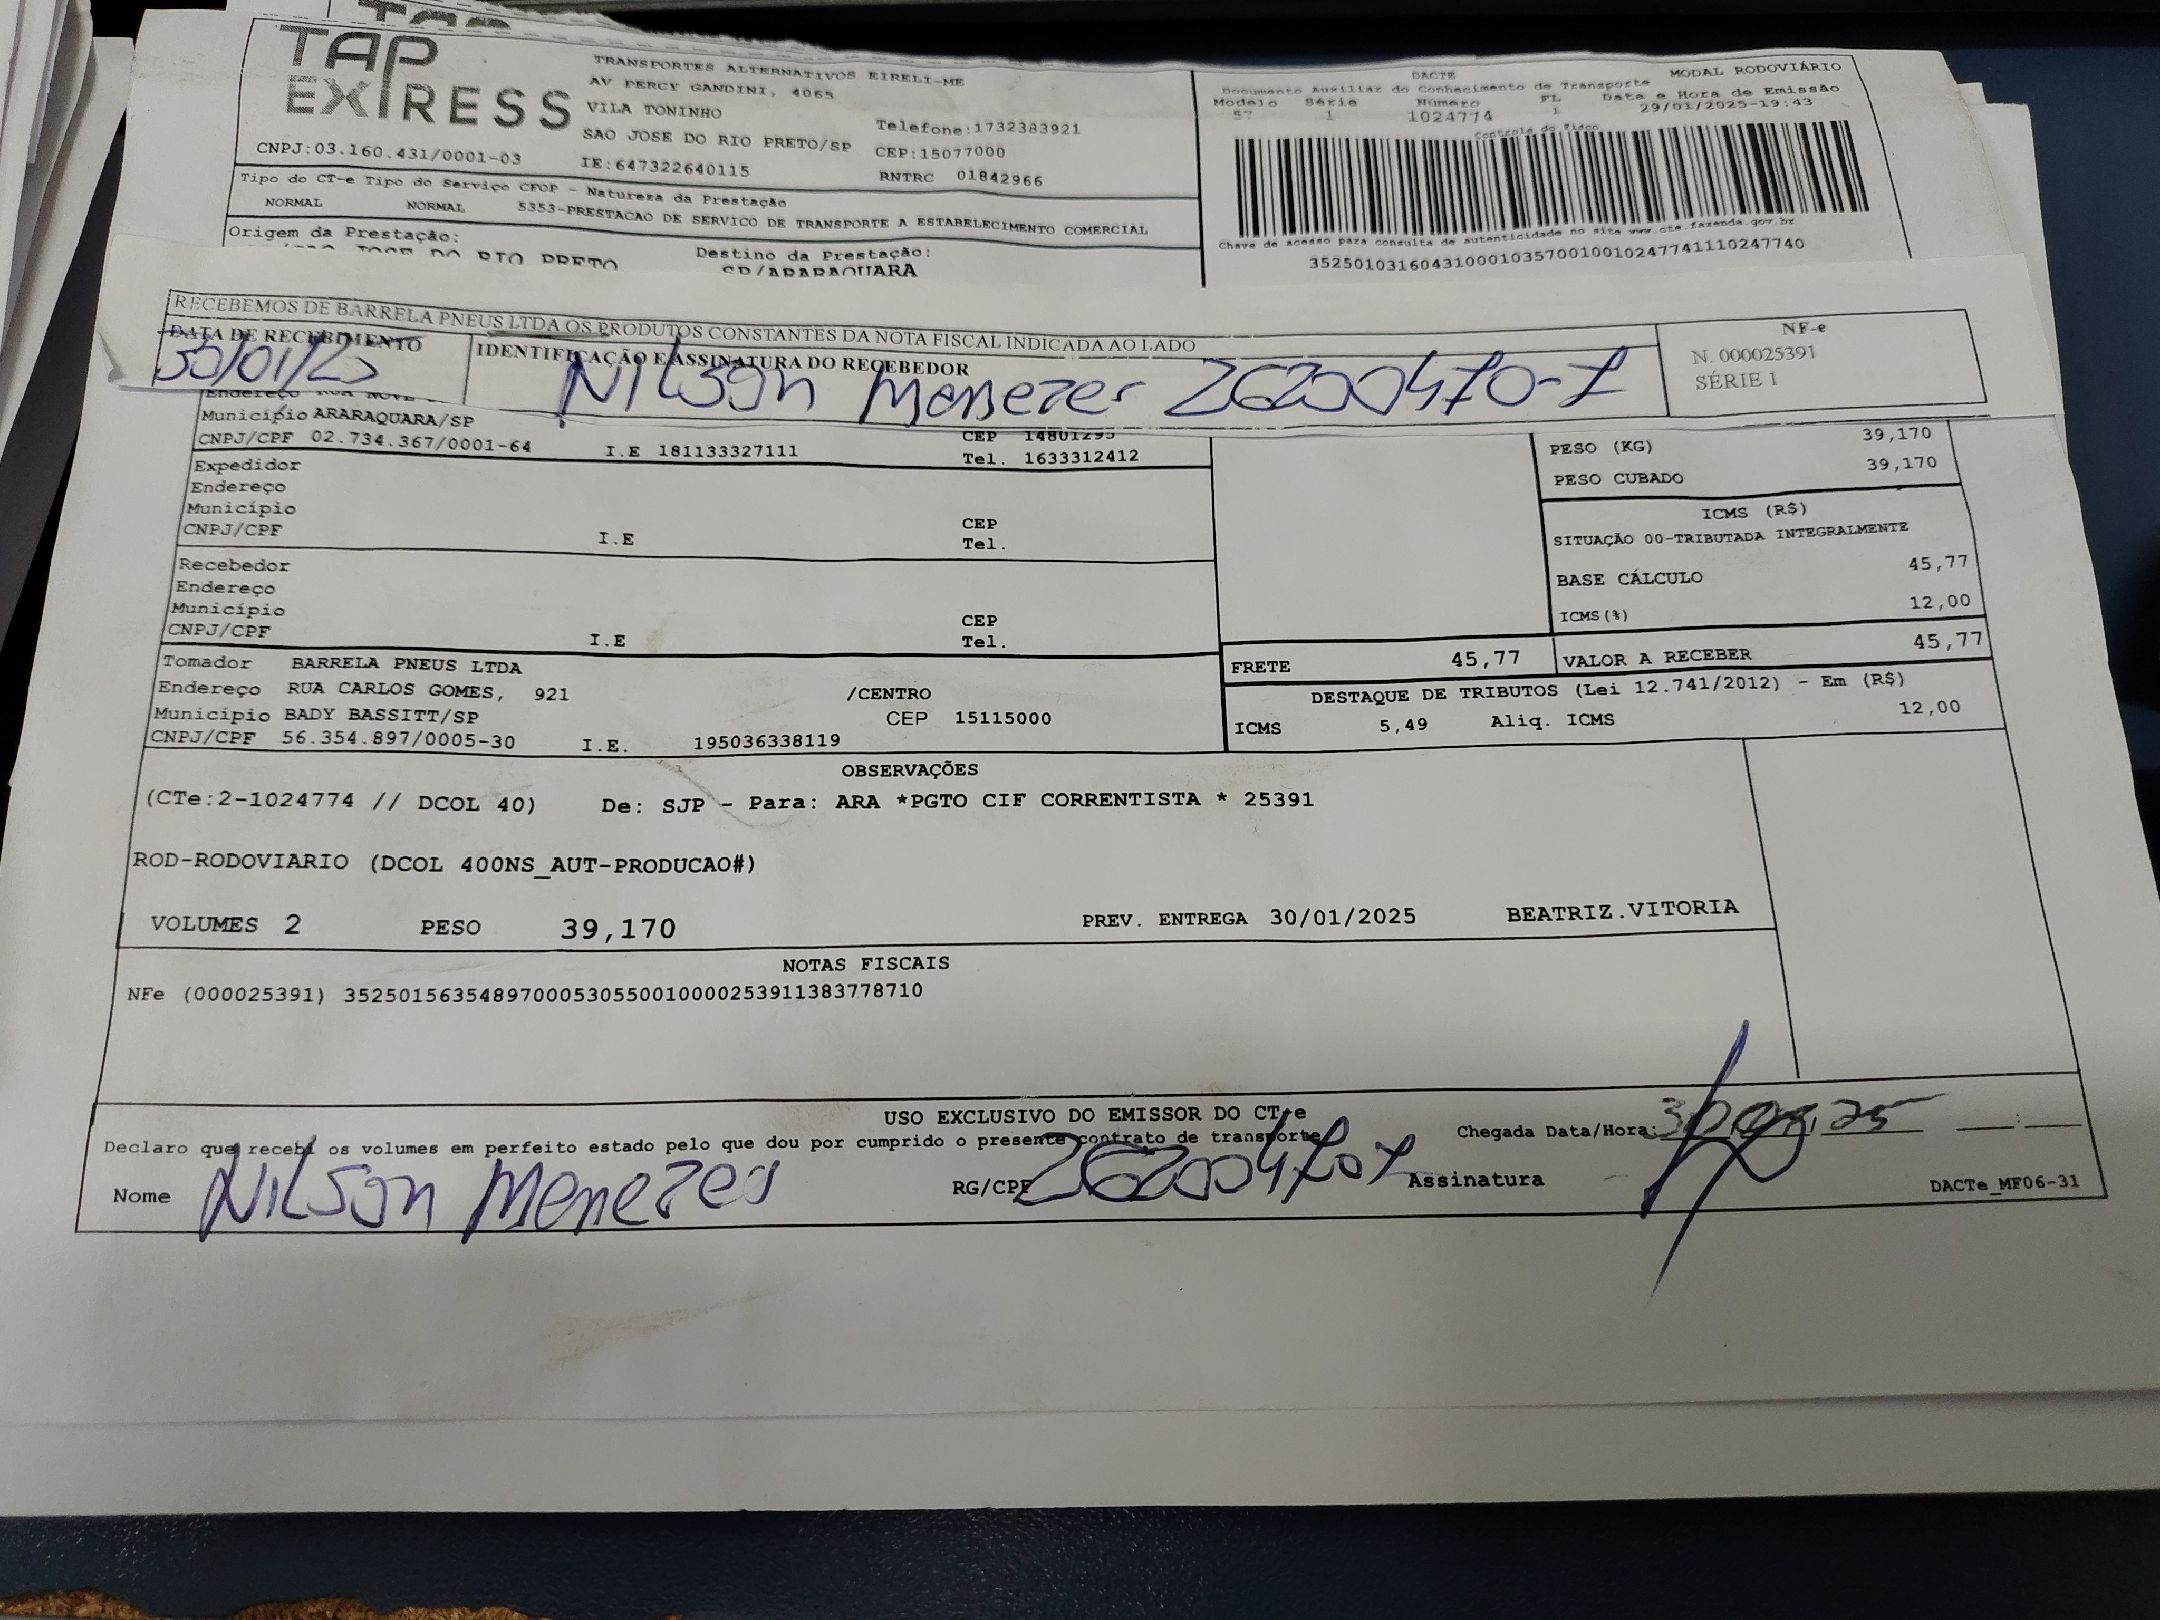 TAP
EXPRESS
TRANSPORTES ALTERNATIVOS EIRELI-ME
AV PERCY GANDINI, 4065
VILA TONINHO
SAO JOSE DO RIO PRETO/SP
Telefone:1732383921
CEP:15077000
CNPJ:03.160.431/0001-03
IE:647322640115
RNTRC 01842966
DACTE
MODAL RODOVIÁRIO
Documento Auxiliar do Conhecimento de Transporte
Modelo Série Número FL Data e Hora de Emissão
57 1 1024774 1 29/01/2025-19:43
Controle do Fisco
Chave de acesso para consulta de autenticidade no site www.cte.fazenda.gov.br
35250103160431000103570010010247741110247740
Tipo do CT-e Tipo do Serviço CFOP - Natureza da Prestação
NORMAL NORMAL 5353-PRESTACAO DE SERVICO DE TRANSPORTE A ESTABELECIMENTO COMERCIAL
Origem da Prestação: Destino da Prestação:
JOSE DO RIO PRETO SP/ARARAQUARA
RECEBEMOS DE BARRELA PNEUS LTDA OS PRODUTOS CONSTANTES DA NOTA FISCAL INDICADA AO LADO
DATA DE RECEBIMENTO
30/01/25
IDENTIFICAÇÃO E ASSINATURA DO RECEBEDOR
Nilson Menezes 26200470-7
NF-e
N. 000025391
SÉRIE 1
Endereço RUA NOVE
Município ARARAQUARA/SP
CEP 14801295
CNPJ/CPF 02.734.367/0001-64 I.E 181133327111 Tel. 1633312412
Expedidor
Endereço
Município CEP
CNPJ/CPF I.E Tel.
Recebedor
Endereço
Município CEP
CNPJ/CPF I.E Tel.
PESO (KG) 39,170
PESO CUBADO 39,170
ICMS (R$)
SITUAÇÃO 00-TRIBUTADA INTEGRALMENTE
BASE CÁLCULO 45,77
ICMS(%) 12,00
FRETE 45,77 VALOR A RECEBER 45,77
DESTAQUE DE TRIBUTOS (Lei 12.741/2012) - Em (R$)
ICMS 5,49 Aliq. ICMS 12,00
Tomador BARRELA PNEUS LTDA
Endereço RUA CARLOS GOMES, 921 /CENTRO
Município BADY BASSITT/SP CEP 15115000
CNPJ/CPF 56.354.897/0005-30 I.E. 195036338119
OBSERVAÇÕES
(CTe:2-1024774 // DCOL 40) De: SJP - Para: ARA *PGTO CIF CORRENTISTA * 25391
ROD-RODOVIARIO (DCOL 400NS_AUT-PRODUCAO#)
VOLUMES 2 PESO 39,170 PREV. ENTREGA 30/01/2025 BEATRIZ.VITORIA
NOTAS FISCAIS
NFe (000025391) 35250156354897000530550010000253911383778710
USO EXCLUSIVO DO EMISSOR DO CT-e
Declaro que recebi os volumes em perfeito estado pelo que dou por cumprido o presente contrato de transporte
Chegada Data/Hora:
Nome Nilson Menezes RG/CPF 262004707 Assinatura
DACTe_MF06-31